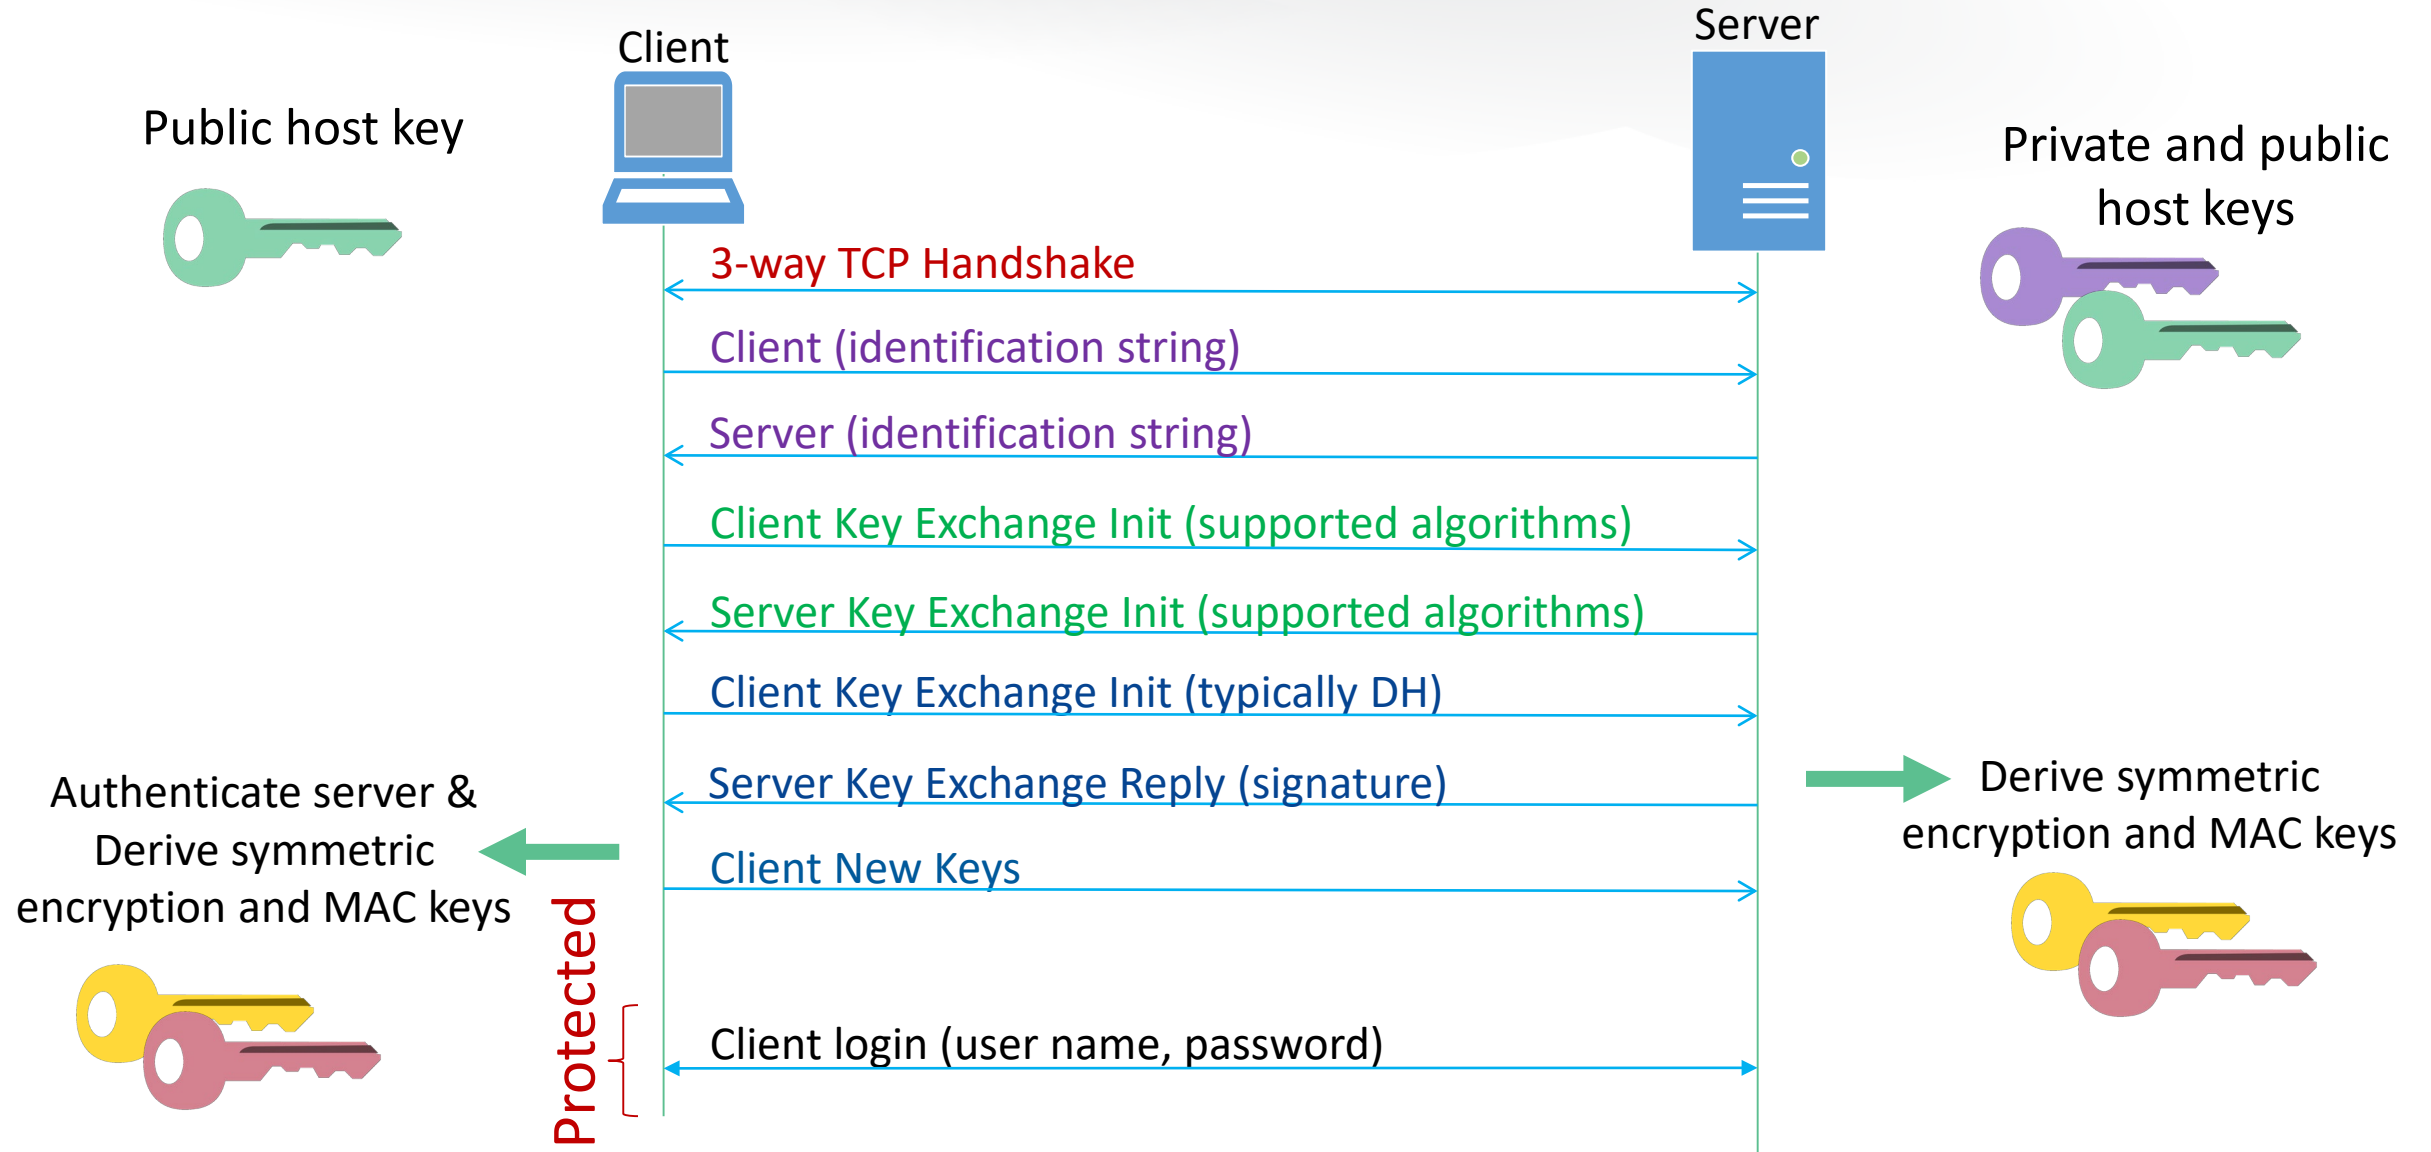 Client
Server
Public host key
Private and public
host keys
3-way TCP Handshake
Client (identification string)
Server (identification string)
Client Key Exchange Init (supported algorithms)
Server Key Exchange Init (supported algorithms)
Client Key Exchange Init (typically DH)
Server Key Exchange Reply (signature)
Client New Keys
Authenticate server &
Derive symmetric
encryption and MAC keys
Derive symmetric
encryption and MAC keys
Protected
Client login (user name, password)